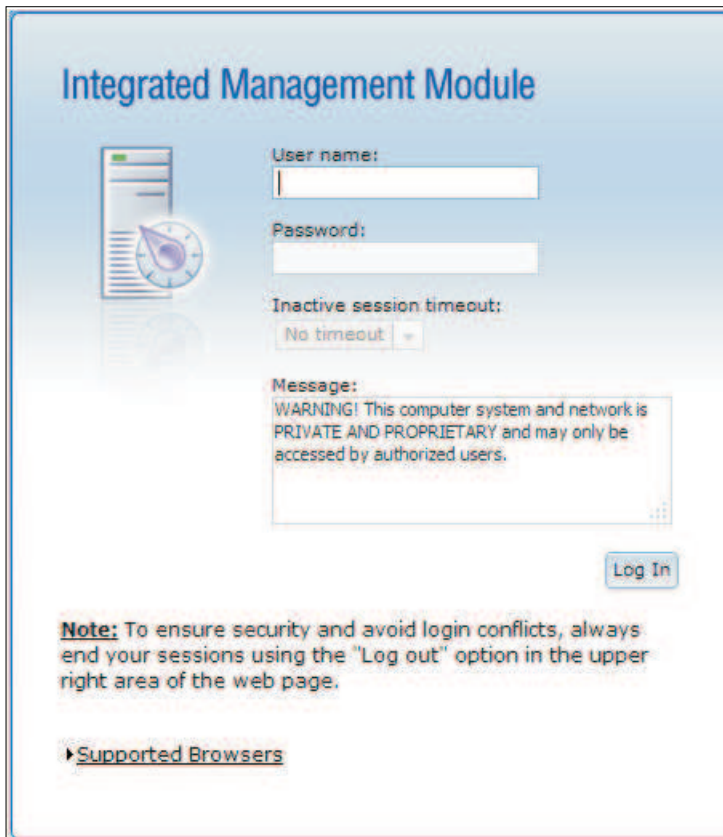 Integrated Management Module
User name:
Password:
Inactive session timeout:
No timeout
Message:
WARNING! This computer system and network is
PRIVATE AND PROPRIETARY and may only be
accessed by authorized users.
Log In
Note: To ensure security and avoid login conflicts, always
end your sessions using the "Log out" option in the upper
right area of the web page.
Supported Browsers